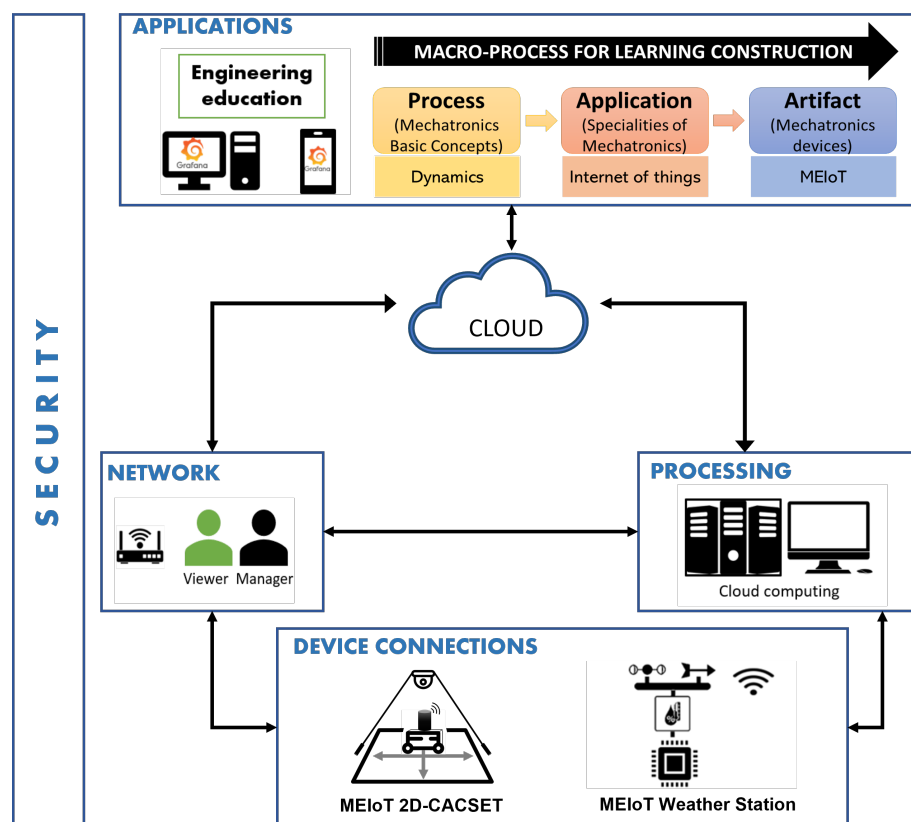 SECURITY
APPLICATIONS
Engineering
education
Grafana
Grafana
MACRO-PROCESS FOR LEARNING CONSTRUCTION
Process
(Mechatronics
Basic Concepts)
Dynamics
Application
(Specialities of
Mechatronics)
Internet of things
Artifact
(Mechatronics
devices)
MEIoT
CLOUD
NETWORK
Viewer
Manager
PROCESSING
Cloud computing
DEVICE CONNECTIONS
MEIoT 2D-CACSET
MEIoT Weather Station